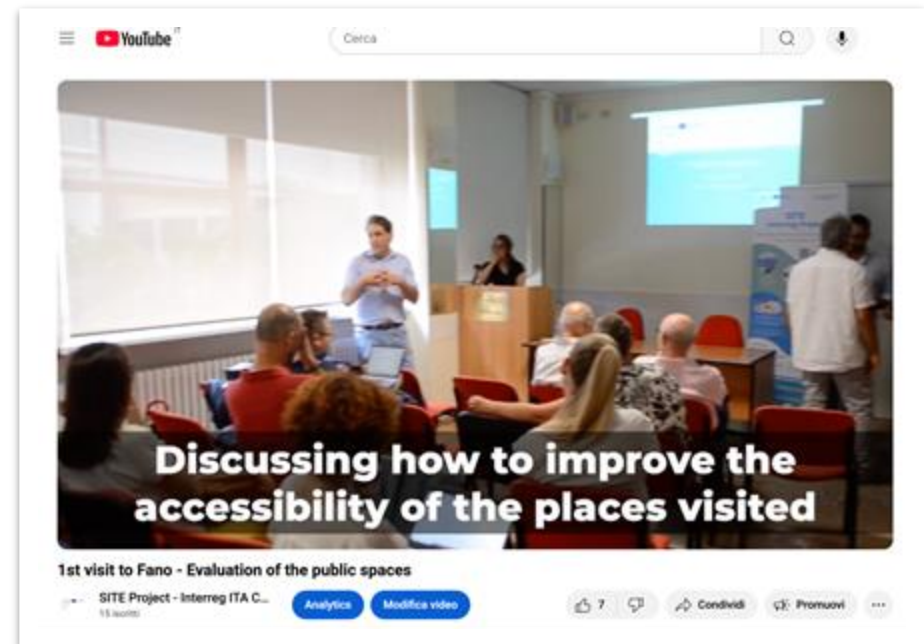 YouTube IT
Cerca
Discussing how to improve the
accessibility of the places visited
1st visit to Fano - Evaluation of the public spaces
SITE Project - Interreg ITA C...
15 iscritti
Analytics
Modifica video
7
Condividi
Promuovi